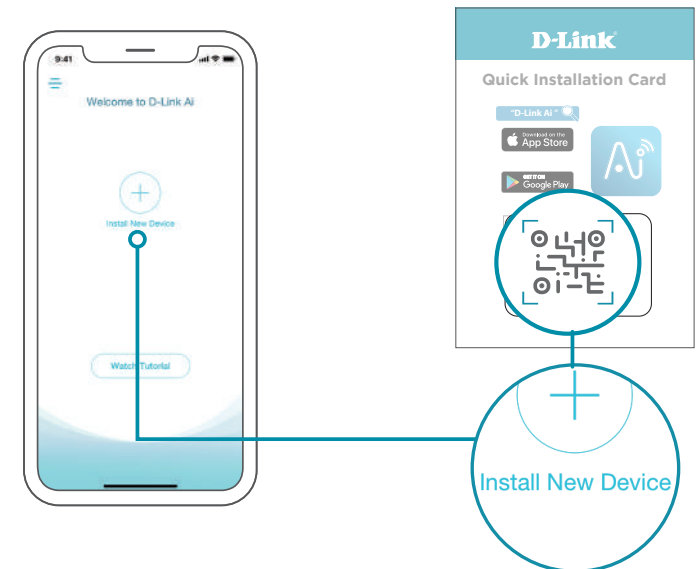 9:41
Welcome to D-Link Ai
Install New Device
Watch Tutorial
D-Link
Quick Installation Card
"D-Link Ai "
Download on the
App Store
GET IT ON
Google Play
Ai
Install New Device